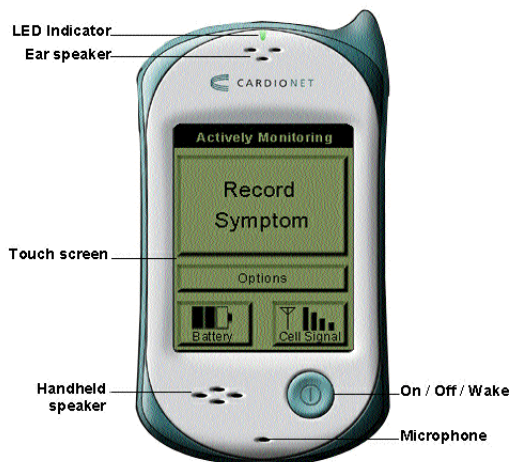 LED Indicator
Ear speaker
CARDIONET
Actively Monitoring
Record
Symptom
Touch screen
Options
Battery
Cell Signal
Handheld
speaker
On / Off / Wake
Microphone